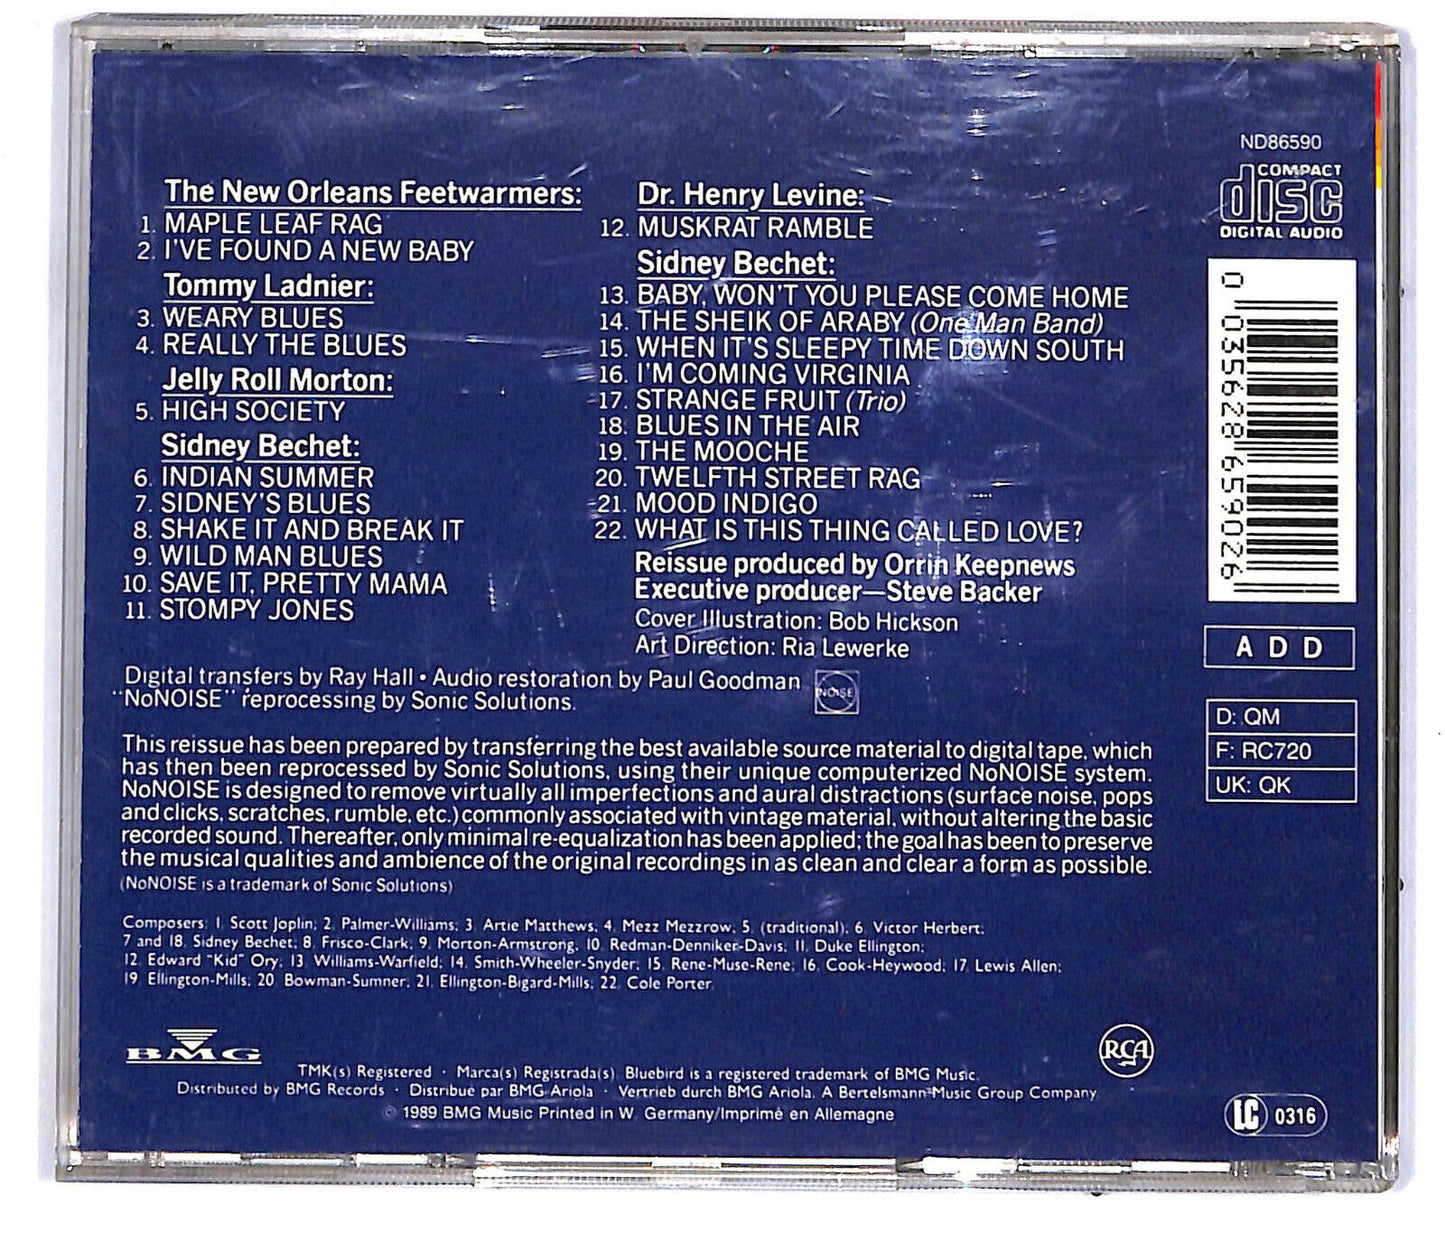 The New Orleans Feetwarmers:
1. MAPLE LEAF RAG
2. I'VE FOUND A NEW BABY
Tommy Ladnier:
3. WEARY BLUES
4. REALLY THE BLUES
Jelly Roll Morton:
5. HIGH SOCIETY
Sidney Bechet:
6. INDIAN SUMMER
7. SIDNEY'S BLUES
8. SHAKE IT AND BREAK IT
9. WILD MAN BLUES
10. SAVE IT, PRETTY MAMA
11. STOMPY JONES
Dr. Henry Levine:
12. MUSKRAT RAMBLE
Sidney Bechet:
13. BABY, WON'T YOU PLEASE COME HOME
14. THE SHEIK OF ARABY (One Man Band)
15. WHEN IT'S SLEEPY TIME DOWN SOUTH
16. I'M COMING VIRGINIA
17. STRANGE FRUIT (Trio)
18. BLUES IN THE AIR
19. THE MOOCHE
20. TWELFTH STREET RAG
21. MOOD INDIGO
22. WHAT IS THIS THING CALLED LOVE?
Reissue produced by Orrin Keepnews
Executive producer—Steve Backer
Cover Illustration: Bob Hickson
Art Direction: Ria Lewerke
Digital transfers by Ray Hall • Audio restoration by Paul Goodman
"NoNOISE" reprocessing by Sonic Solutions.
NOISE
This reissue has been prepared by transferring the best available source material to digital tape, which
has then been reprocessed by Sonic Solutions, using their unique computerized NoNOISE system.
NoNOISE is designed to remove virtually all imperfections and aural distractions (surface noise, pops
and clicks, scratches, rumble, etc.) commonly associated with vintage material, without altering the basic
recorded sound. Thereafter, only minimal re-equalization has been applied; the goal has been to preserve
the musical qualities and ambience of the original recordings in as clean and clear a form as possible.
(NoNOISE is a trademark of Sonic Solutions)
Composers: 1. Scott Joplin; 2. Palmer-Williams; 3. Artie Matthews; 4. Mezz Mezzrow; 5. (traditional); 6. Victor Herbert;
7 and 18. Sidney Bechet; 8. Frisco-Clark; 9. Morton-Armstrong; 10. Redman-Denniker-Davis; 11. Duke Ellington;
12. Edward "Kid" Ory; 13. Williams-Warfield; 14. Smith-Wheeler-Snyder; 15. Rene-Muse-Rene; 16. Cook-Heywood; 17. Lewis Allen;
19. Ellington-Mills; 20. Bowman-Sumner; 21. Ellington-Bigard-Mills; 22. Cole Porter
BMG
TMK(s) Registered • Marca(s) Registrada(s). Bluebird is a registered trademark of BMG Music.
Distributed by BMG Records • Distribué par BMG Ariola • Vertrieb durch BMG Ariola, A Bertelsmann Music Group Company
© 1989 BMG Music Printed in W. Germany/Imprimé en Allemagne
RCA
ND86590
COMPACT
disc
DIGITAL AUDIO
0 035628 659026
A D D
D: QM
F: RC720
UK: QK
LC 0316